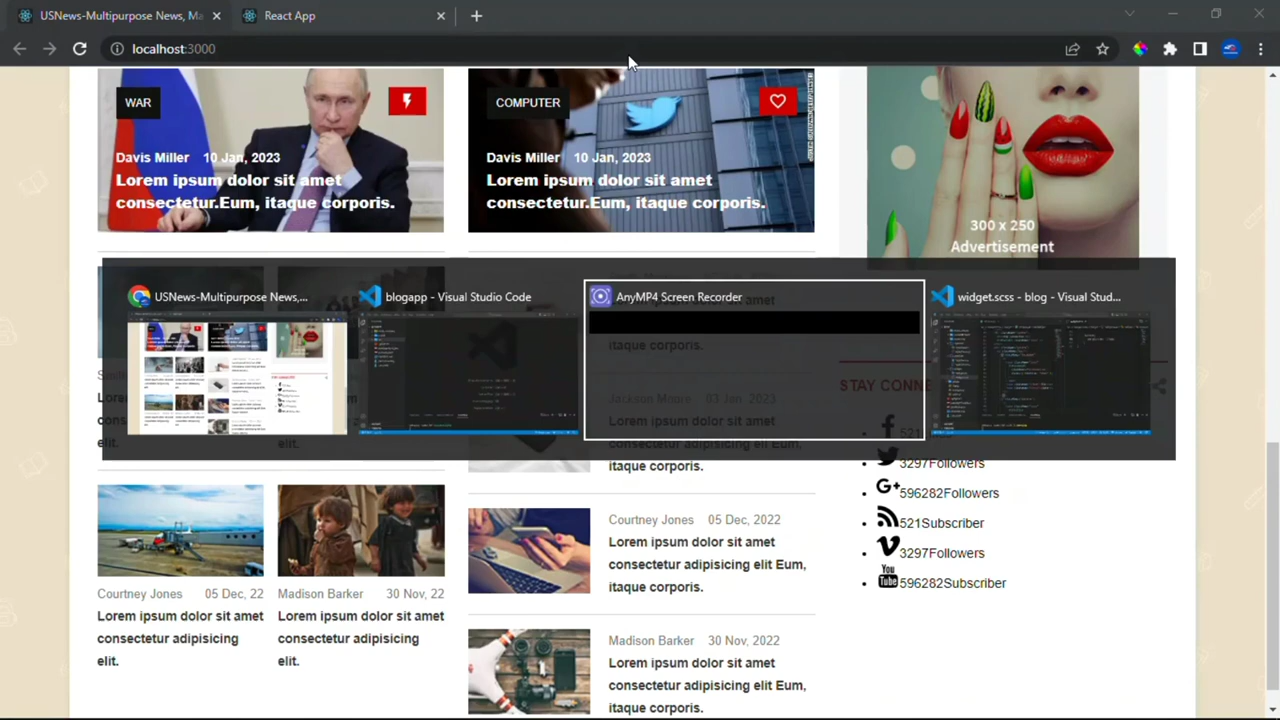 USNews-Multipurpose News, Ma
React App
localhost:3000
WAR
Davis Miller 10 Jan, 2023
Lorem ipsum dolor sit amet
consectetur.Eum, itaque corporis.
COMPUTER
Davis Miller 10 Jan, 2023
Lorem ipsum dolor sit amet
consectetur.Eum, itaque corporis.
300 x 250
Advertisement
USNews-Multipurpose News,...
blogapp - Visual Studio Code
AnyMP4 Screen Recorder
widget.scss - blog - Visual Stud...
itaque corporis.
STAY CONNE
Jackson Moore 01 Jan, 2023
Lorem ipsum dolor sit amet
consectetur adipisicing elit Eum,
itaque corporis.
elit.
elit.
521
3297Followers
596282Followers
521Subscriber
3297Followers
You
Tube
596282Subscriber
Courtney Jones 05 Dec, 22
Lorem ipsum dolor sit amet
consectetur adipisicing
elit.
Madison Barker 30 Nov, 22
Lorem ipsum dolor sit amet
consectetur adipisicing
elit.
Courtney Jones 05 Dec, 2022
Lorem ipsum dolor sit amet
consectetur adipisicing elit Eum,
itaque corporis.
Madison Barker 30 Nov, 2022
Lorem ipsum dolor sit amet
consectetur adipisicing elit Eum,
itaque corporis.